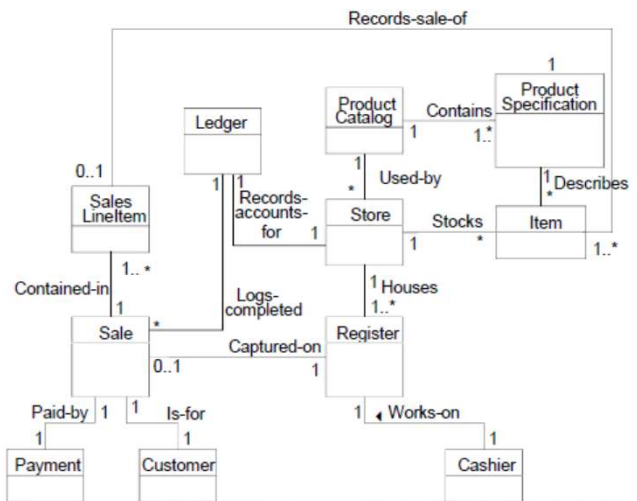 Records-sale-of
1
Product
Catalog
Contains
1
1..*
Product
Specification
Ledger
0..1
1
1
1
Used-by
*
1
Describes
*
Sales
LineItem
Records-
accounts-
for
1
Store
Stocks
1
*
Item
1..*
1.. *
Contained-in
1
Logs-
completed
*
1
Houses
1..*
Sale
Captured-on
0..1
1
Register
Paid-by
1
1
Is-for
1
Works-on
1
1
1
Payment
Customer
Cashier